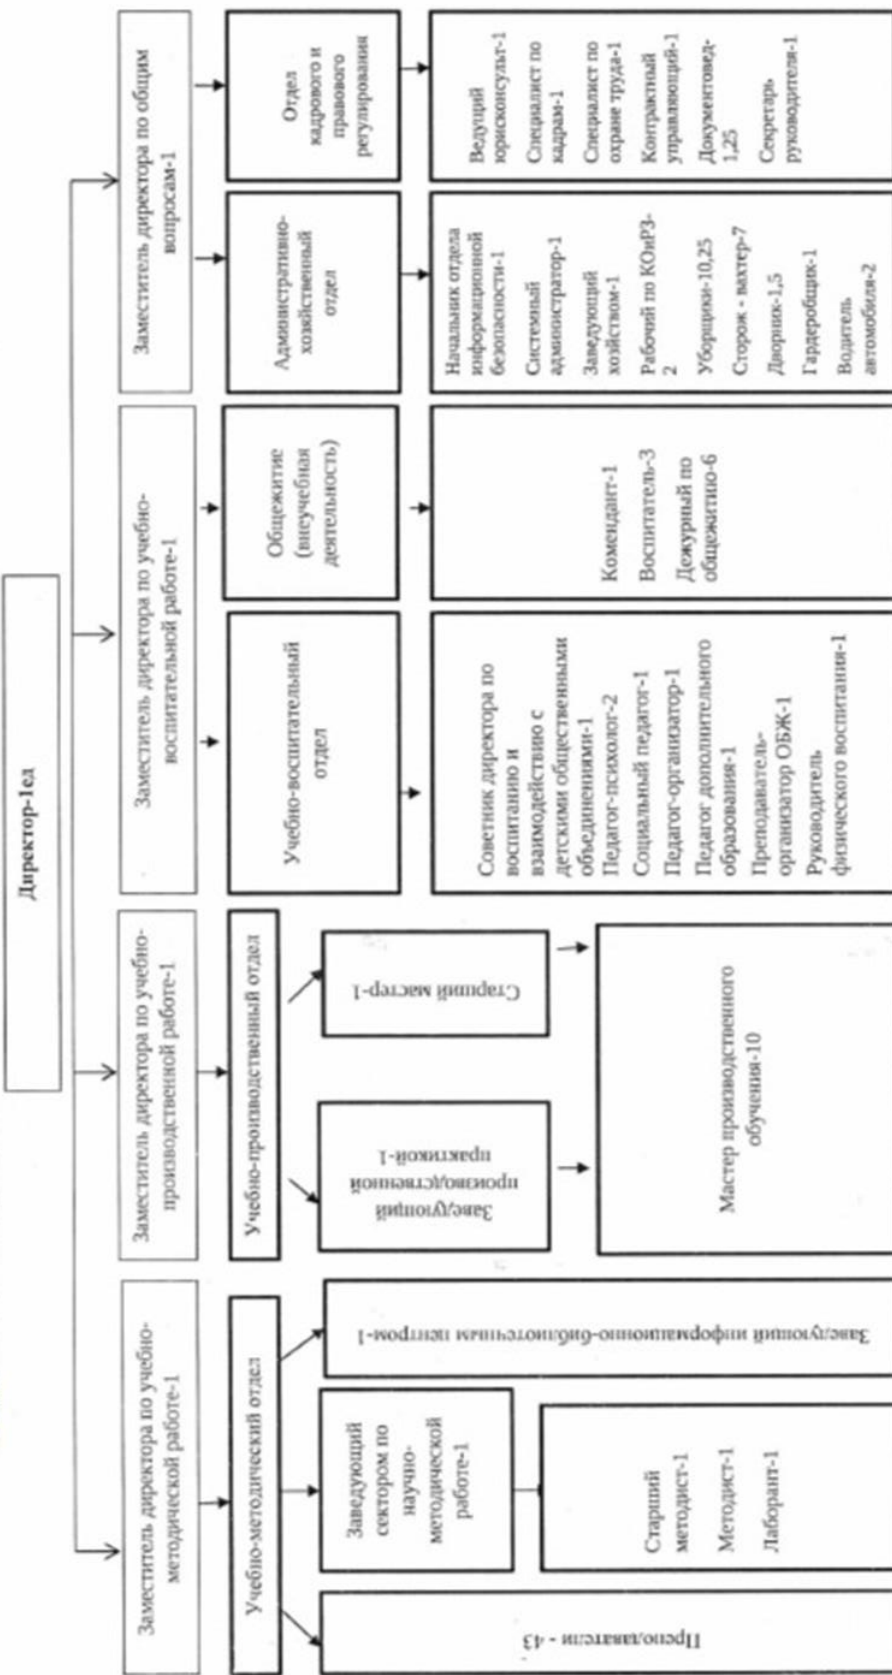 Директор-1ед
Заместитель директора по учебно-
методической работе-1
Заместитель директора по учебно-
производственной работе-1
Заместитель директора по учебно-
воспитательной работе-1
Заместитель директора по общим
вопросам-1
Учебно-методический отдел
Учебно-производственный отдел
Учебно-воспитательный
отдел
Общежитие
(внеучебная
деятельность)
Административно-
хозяйственный
отдел
Отдел
кадрового и
правового
регулирования
Преподаватели - 43
Заведующий
сектором по
научно-
методической
работе-1
Заведующий информационно-библиотечным центром-1
Старший
методист-1
Методист-1
Лаборант-1
Заведующий
производственной
практикой-1
Старший мастер-1
Мастер производственного
обучения-10
Советник директора по
воспитанию и
взаимодействию с
детскими общественными
объединениями-1
Педагог-психолог-2
Социальный педагог-1
Педагог-организатор-1
Педагог дополнительного
образования-1
Преподаватель-
организатор ОБЖ-1
Руководитель
физического воспитания-1
Комендант-1
Воспитатель-3
Дежурный по
общежитию-6
Начальник отдела
информационной
безопасности-1
Системный
администратор-1
Заведующий
хозяйством-1
Рабочий по КОиРЗ-
2
Уборщики-10,25
Сторож - вахтер-7
Дворник-1,5
Гардеробщик-1
Водитель
автомобиля-2
Ведущий
юрисконсульт-1
Специалист по
кадрам-1
Специалист по
охране труда-1
Контрактный
управляющий-1
Документовед-
1,25
Секретарь
руководителя-1